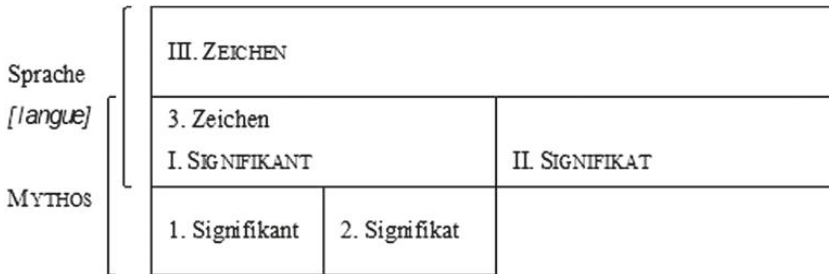 III. ZEICHEN
Sprache
[langue]
3. Zeichen
I. SIGNIFIKANT
II. SIGNIFIKAT
MYTHOS
1. Signifikant
2. Signifikat